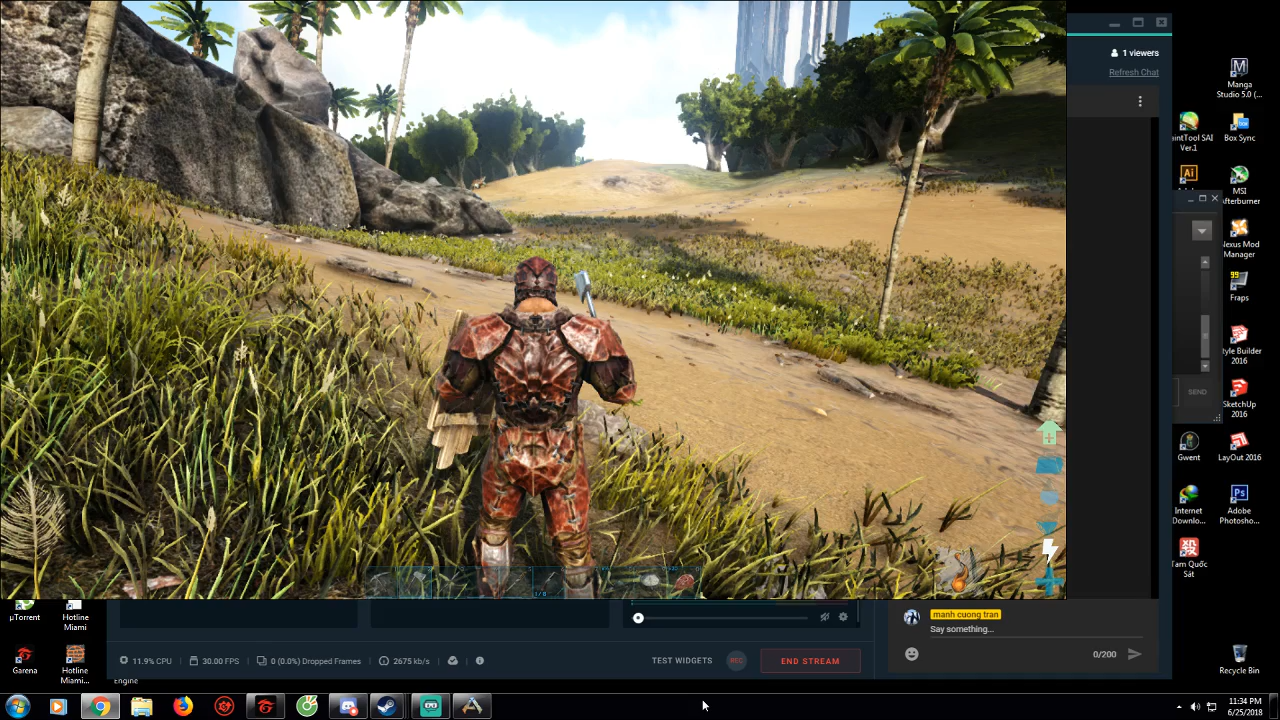 1 viewers
Refresh Chat
Manga
Studio 5.0 (...
aintTool SAI
Ver.1
Box Sync
MSI
Afterburner
Nexus Mod
Manager
Fraps
tyle Builder
2016
SketchUp
2016
SEND
Gwent
LayOut 2016
Internet
Downlo...
Adobe
Photosho...
Tam Quốc
Sát
µTorrent
Hotline
Miami
Garena
Hotline
Miami...
Engine
manh cuong tran
Say something...
0/200
11.9% CPU
30.00 FPS
0 (0.0%) Dropped Frames
2675 kb/s
TEST WIDGETS
REC
END STREAM
Recycle Bin
11:34 PM
6/25/2018